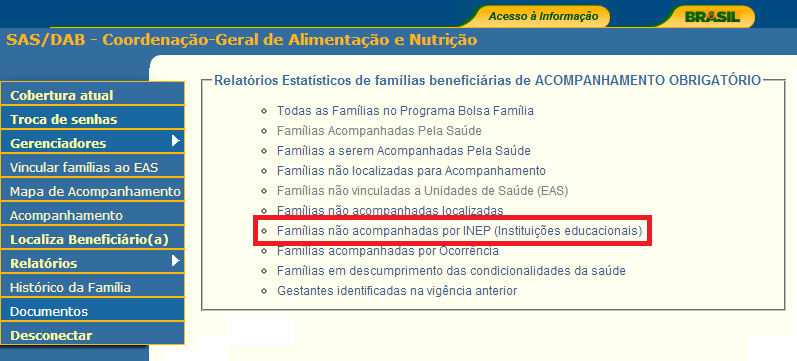 Acesso à Informação
BRASIL
SAS/DAB - Coordenação-Geral de Alimentação e Nutrição
Cobertura atual
Troca de senhas
Gerenciadores
Vincular famílias ao EAS
Mapa de Acompanhamento
Acompanhamento
Localiza Beneficiário(a)
Relatórios
Histórico da Família
Documentos
Desconectar
Relatórios Estatísticos de famílias beneficiárias de ACOMPANHAMENTO OBRIGATÓRIO
Todas as Famílias no Programa Bolsa Família
Famílias Acompanhadas Pela Saúde
Famílias a serem Acompanhadas Pela Saúde
Famílias não localizadas para Acompanhamento
Famílias não vinculadas a Unidades de Saúde (EAS)
Famílias não acompanhadas localizadas
Famílias não acompanhadas por INEP (Instituições educacionais)
Famílias acompanhadas por Ocorrência
Famílias em descumprimento das condicionalidades da saúde
Gestantes identificadas na vigência anterior